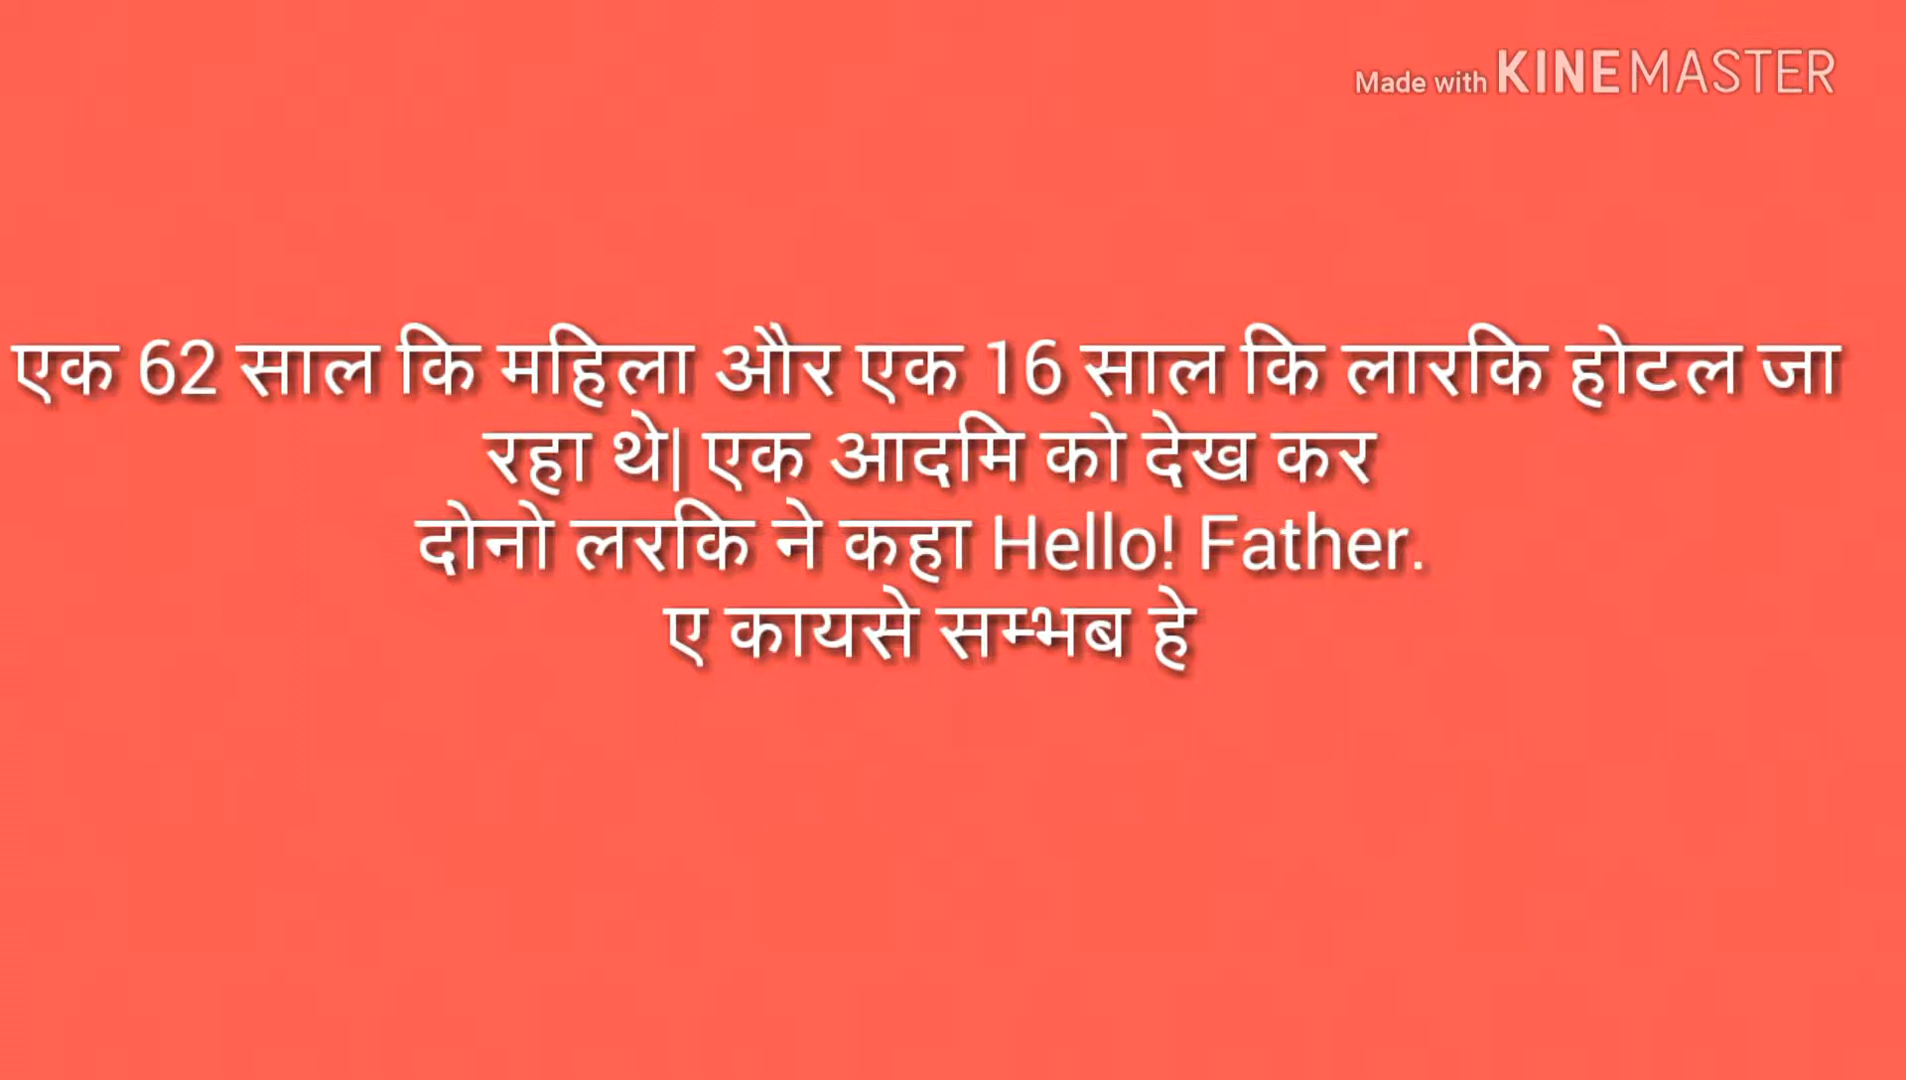 Made with KINEMASTER
एक 62 साल कि महिला और एक 16 साल कि लारकि होटल जा
रहा थे| एक आदमि को देख कर
दोनो लरकि ने कहा Hello! Father.
ए कायसे सम्भब हे